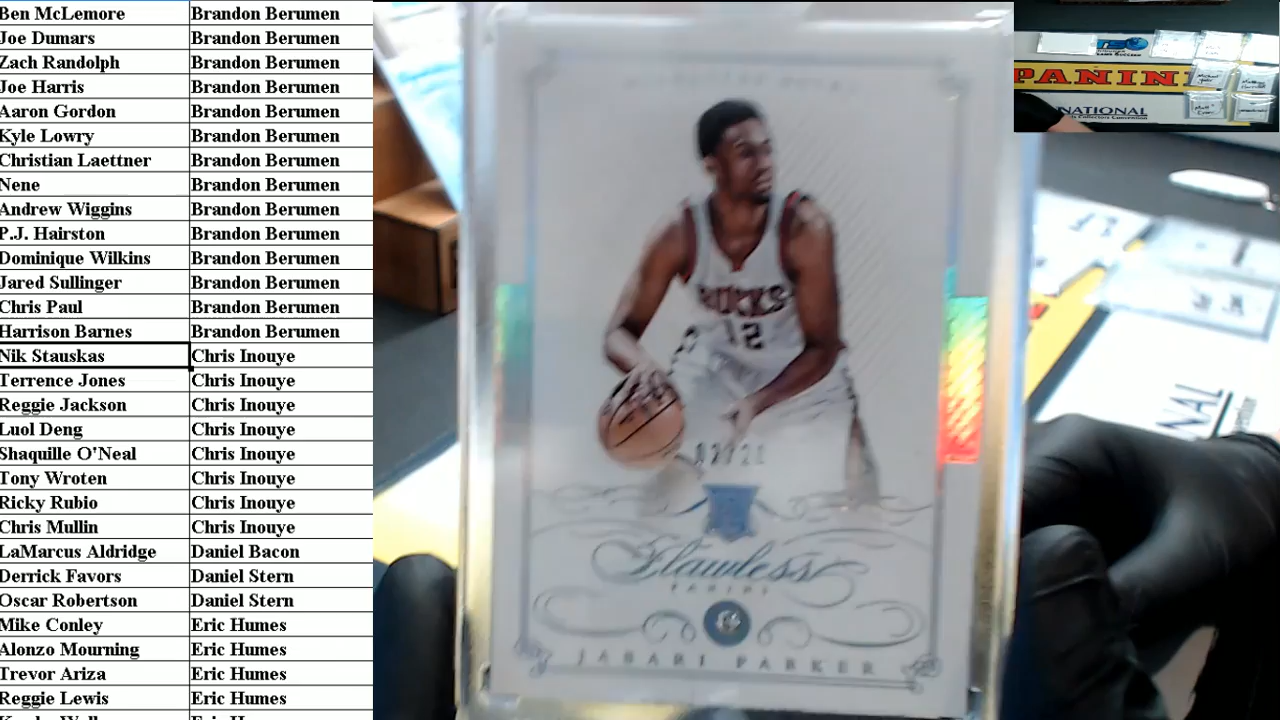 Ben McLemore Brandon Berumen
Joe Dumars Brandon Berumen
Zach Randolph Brandon Berumen
Joe Harris Brandon Berumen
Aaron Gordon Brandon Berumen
Kyle Lowry Brandon Berumen
Christian Laettner Brandon Berumen
Nene Brandon Berumen
Andrew Wiggins Brandon Berumen
P.J. Hairston Brandon Berumen
Dominique Wilkins Brandon Berumen
Jared Sullinger Brandon Berumen
Chris Paul Brandon Berumen
Harrison Barnes Brandon Berumen
Nik Stauskas Chris Inouye
Terrence Jones Chris Inouye
Reggie Jackson Chris Inouye
Luol Deng Chris Inouye
Shaquille O'Neal Chris Inouye
Tony Wroten Chris Inouye
Ricky Rubio Chris Inouye
Chris Mullin Chris Inouye
LaMarcus Aldridge Daniel Bacon
Derrick Favors Daniel Stern
Oscar Robertson Daniel Stern
Mike Conley Eric Humes
Alonzo Mourning Eric Humes
Trevor Ariza Eric Humes
Reggie Lewis Eric Humes
BUCKS
12
Flawless
PANINI
JABARI PARKER
PANINI
NATIONAL
NAL